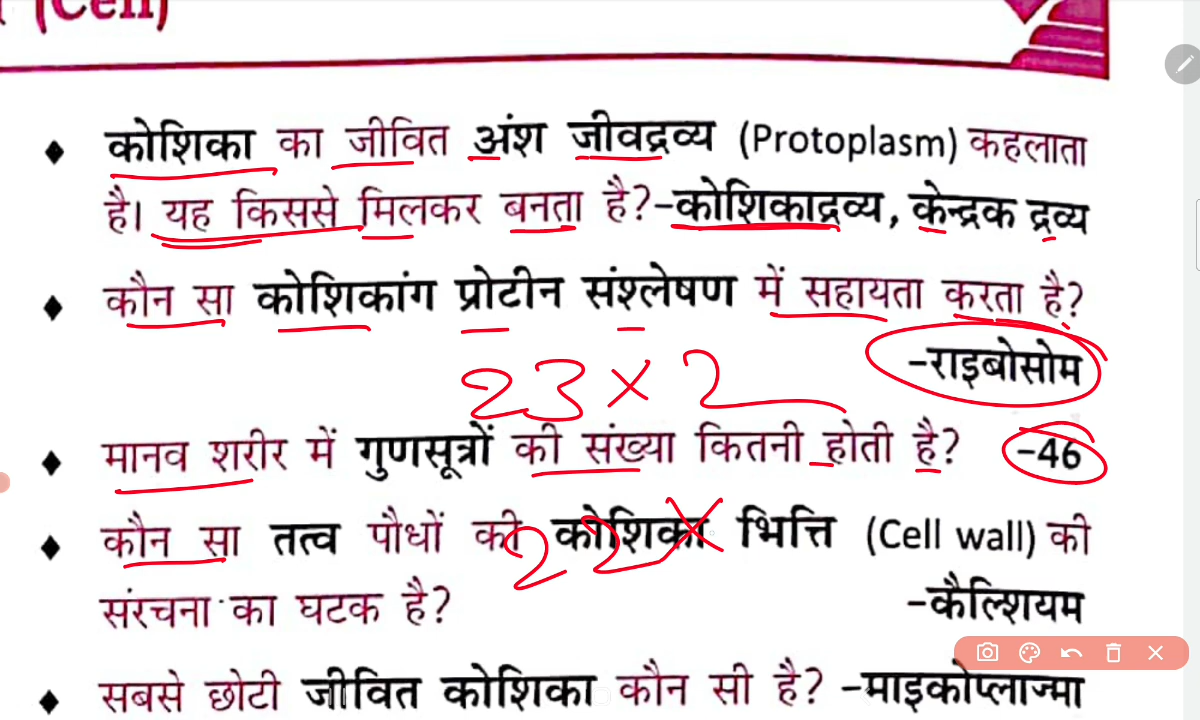 (Cell)
कोशिका का जीवित अंश जीवद्रव्य (Protoplasm) कहलाता
है। यह किससे मिलकर बनता है?-कोशिकाद्रव्य, केन्द्रक द्रव्य
कौन सा कोशिकांग प्रोटीन संश्लेषण में सहायता करता है?
-राइबोसोम
23 × 2
मानव शरीर में गुणसूत्रों की संख्या कितनी होती है? -46
कौन सा तत्व पौधों की कोशिका भित्ति (Cell wall) की
22 ×
संरचना का घटक है? -कैल्शियम
सबसे छोटी जीवित कोशिका कौन सी है? -माइकोप्लाज्मा